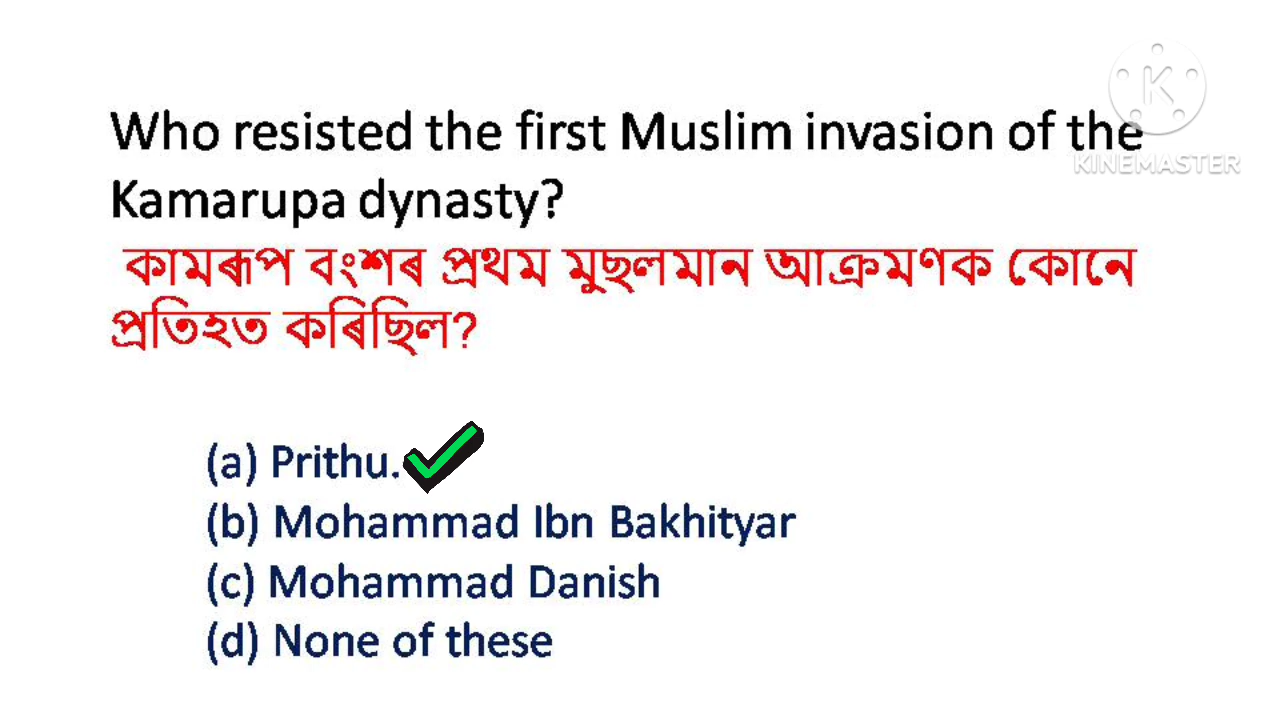 Who resisted the first Muslim invasion of the
Kamarupa dynasty?
কামৰূপ বংশৰ প্ৰথম মুছলমান আক্ৰমণক কোনে
প্ৰতিহত কৰিছিল?
(a) Prithu.
(b) Mohammad Ibn Bakhityar
(c) Mohammad Danish
(d) None of these
K
KINEMASTER